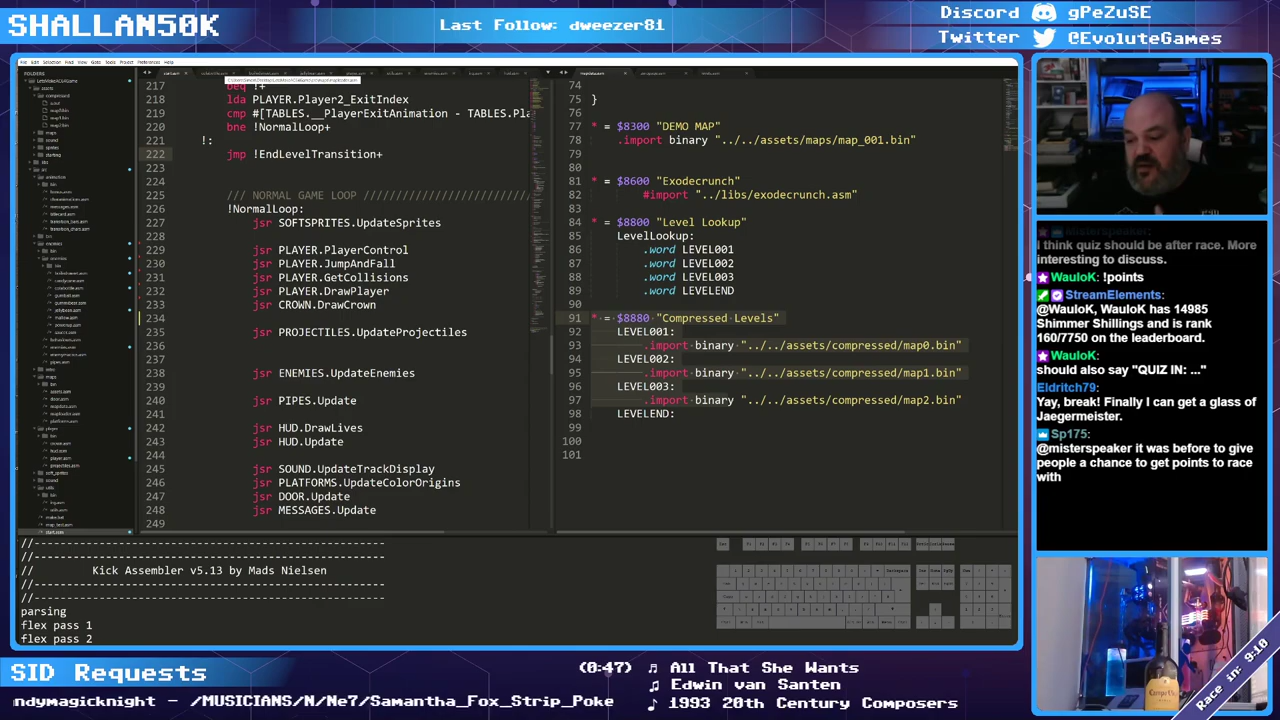 SHALLAN50K
Last Follow: dweezer81
Discord gPeZuSE
Twitter @EvoluteGames
File Edit Selection Find View Goto Tools Project Preferences Help
FOLDERS
217 beq !+
218 lda PLAYER.Player2_ExitIndex
219 cmp #[TABLES.__PlayerExitAnimation - TABLES.Pla
220 bne !NormalLoop+
221 !:
222 jmp !EndLevelTransition+
223
224
225 /// NORMAL GAME LOOP /////////////////////////
226 !NormalLoop:
227 jsr SOFTSPRITES.UpdateSprites
228
229 jsr PLAYER.PlayerControl
230 jsr PLAYER.JumpAndFall
231 jsr PLAYER.GetCollisions
232 jsr PLAYER.DrawPlayer
233 jsr CROWN.DrawCrown
234
235 jsr PROJECTILES.UpdateProjectiles
236
237
238 jsr ENEMIES.UpdateEnemies
239
240 jsr PIPES.Update
241
242 jsr HUD.DrawLives
243 jsr HUD.Update
244
245 jsr SOUND.UpdateTrackDisplay
246 jsr PLATFORMS.UpdateColorOrigins
247 jsr DOOR.Update
248 jsr MESSAGES.Update
249
74
75 }
76
77 * = $8300 "DEMO MAP"
78 .import binary "../../assets/maps/map_001.bin"
79
80
81 * = $8600 "Exodecrunch"
82 #import "../libs/exodecrunch.asm"
83
84 * = $8800 "Level Lookup"
85 LevelLookup:
86 .word LEVEL001
87 .word LEVEL002
88 .word LEVEL003
89 .word LEVELEND
90
91 * = $8880 "Compressed Levels"
92 LEVEL001:
93 .import binary "../../assets/compressed/map0.bin"
94 LEVEL002:
95 .import binary "../../assets/compressed/map1.bin"
96 LEVEL003:
97 .import binary "../../assets/compressed/map2.bin"
98 LEVELEND:
99
100
101
//------------------------------------------------------
//------------------------------------------------------
// Kick Assembler v5.13 by Mads Nielsen
//------------------------------------------------------
//------------------------------------------------------
parsing
flex pass 1
flex pass 2
Misterspeaker:
I think quiz should be after race. More
interesting to discuss.
WauloK: !points
StreamElements:
@WauloK, WauloK has 14985
Shimmer Shillings and is rank
160/7750 on the leaderboard.
WauloK:
should also say "QUIZ IN: ..."
Eldritch79:
Yay, break! Finally I can get a glass of
Jaegermeister.
Sp175:
@misterspeaker it was before to give
people a chance to get points to race
with
Race in: 9:10
SID Requests
ndymagicknight - /MUSICIANS/N/Ne7/Samantha_Fox_Strip_Poke
(0:47) ♫ All That She Wants
♫ Edwin van Santen
♪ 1993 20th Century Composers